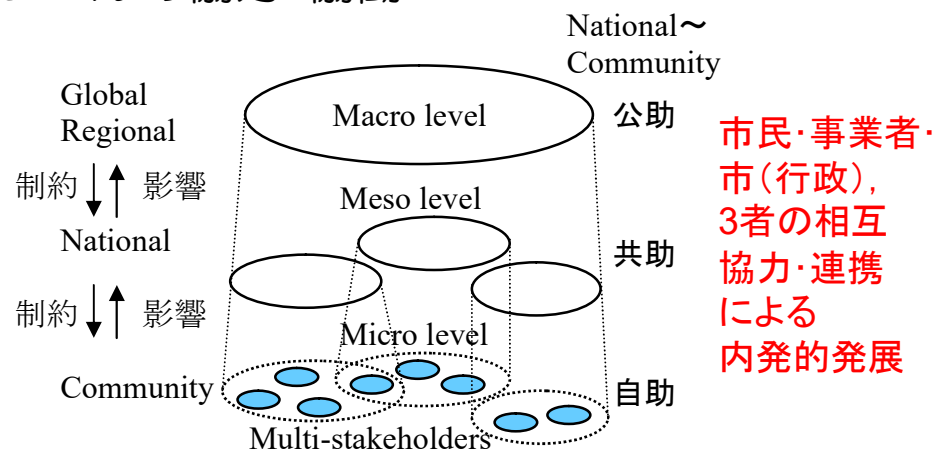 National～
Community
Global
Regional
Macro level
公助
制約
影響
Meso level
National
共助
制約
影響
Micro level
Community
自助
Multi-stakeholders
市民・事業者・
市（行政），
3者の相互
協力・連携
による
内発的発展